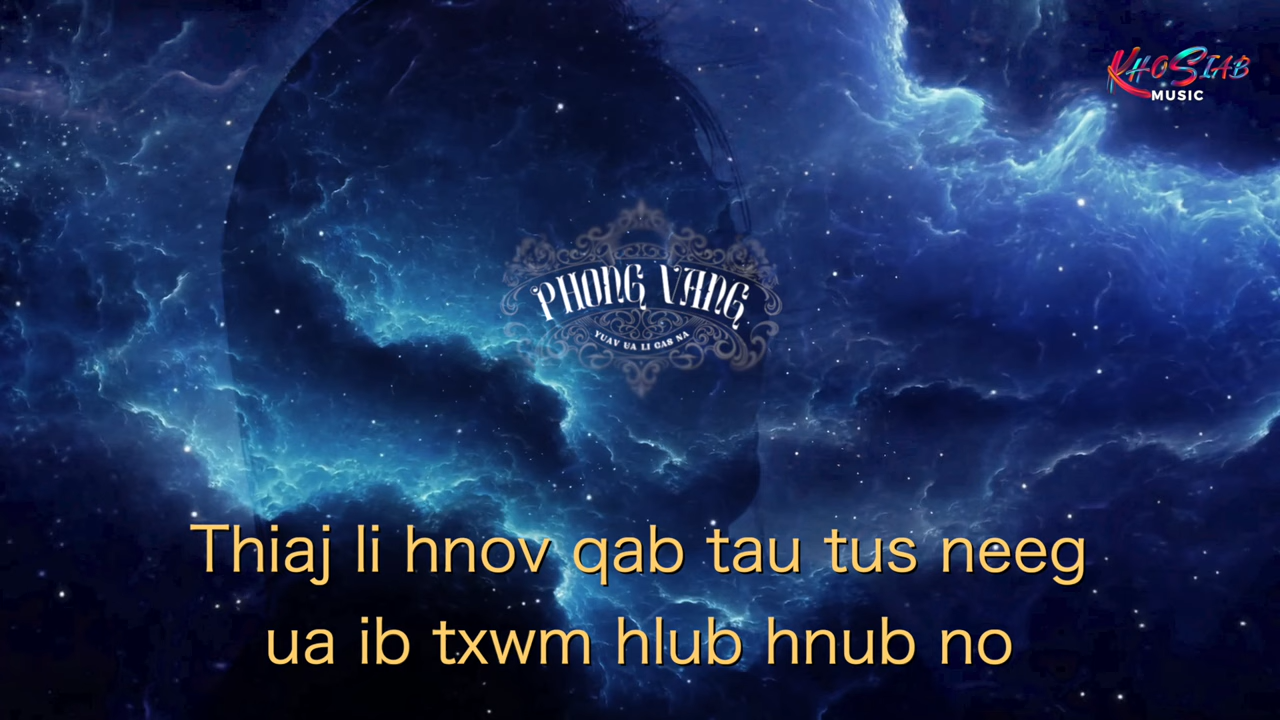 KHOSIAB
MUSIC
PHONG VANG
YUAV UA LI CAS NA
Thiaj li hnov qab tau tus neeg
ua ib txwm hlub hnub no